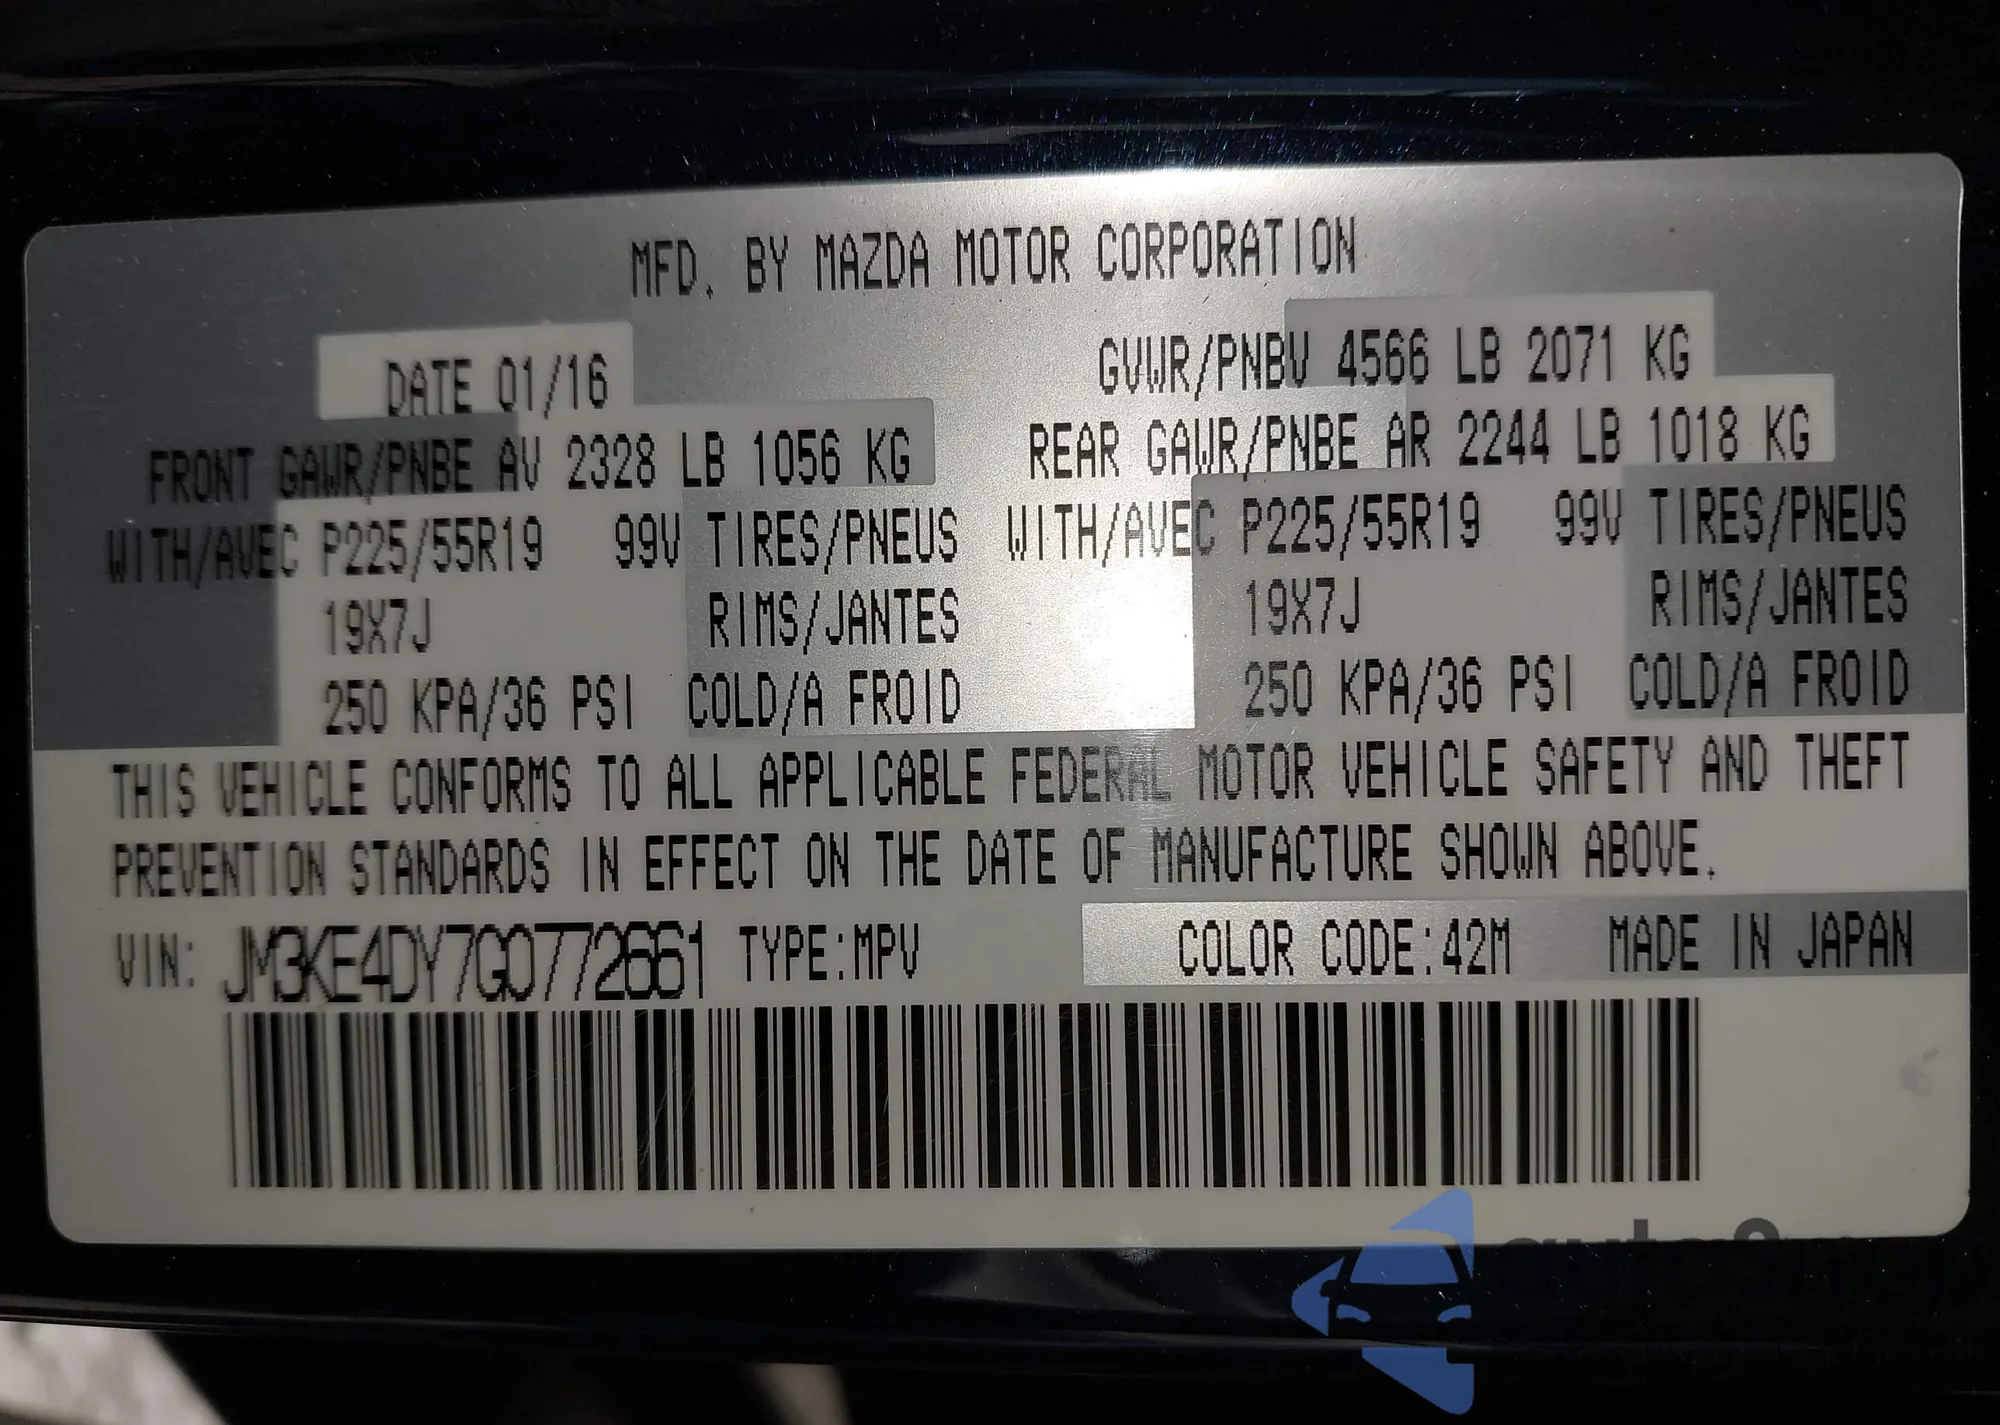 MFD. BY MAZDA MOTOR CORPORATION
DATE 01/16
GVWR/PNBV 4566 LB 2071 KG
FRONT GAWR/PNBE AV 2328 LB 1056 KG
REAR GAWR/PNBE AR 2244 LB 1018 KG
WITH/AVEC P225/55R19 99V TIRES/PNEUS
WITH/AVEC P225/55R19 99V TIRES/PNEUS
19X7J RIMS/JANTES
19X7J RIMS/JANTES
250 KPA/36 PSI COLD/A FROID
250 KPA/36 PSI COLD/A FROID
THIS VEHICLE CONFORMS TO ALL APPLICABLE FEDERAL MOTOR VEHICLE SAFETY AND THEFT
PREVENTION STANDARDS IN EFFECT ON THE DATE OF MANUFACTURE SHOWN ABOVE.
VIN: JM3KE4DY7G0772661 TYPE:MPV COLOR CODE:42M MADE IN JAPAN